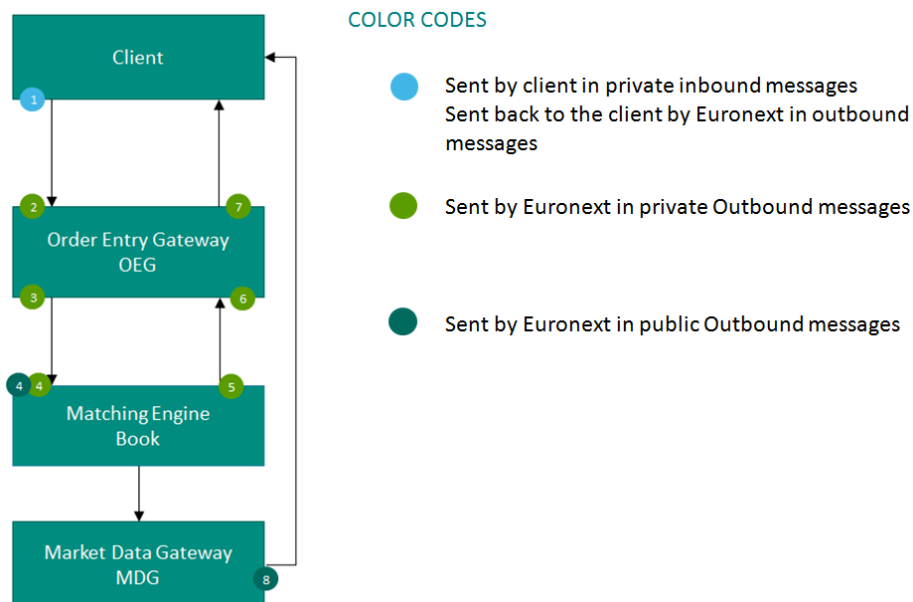 COLOR CODES
Client
1
Sent by client in private inbound messages
Sent back to the client by Euronext in outbound
messages
2
7
Sent by Euronext in private Outbound messages
Order Entry Gateway
OEG
3
6
Sent by Euronext in public Outbound messages
4
4
5
Matching Engine
Book
Market Data Gateway
MDG
8